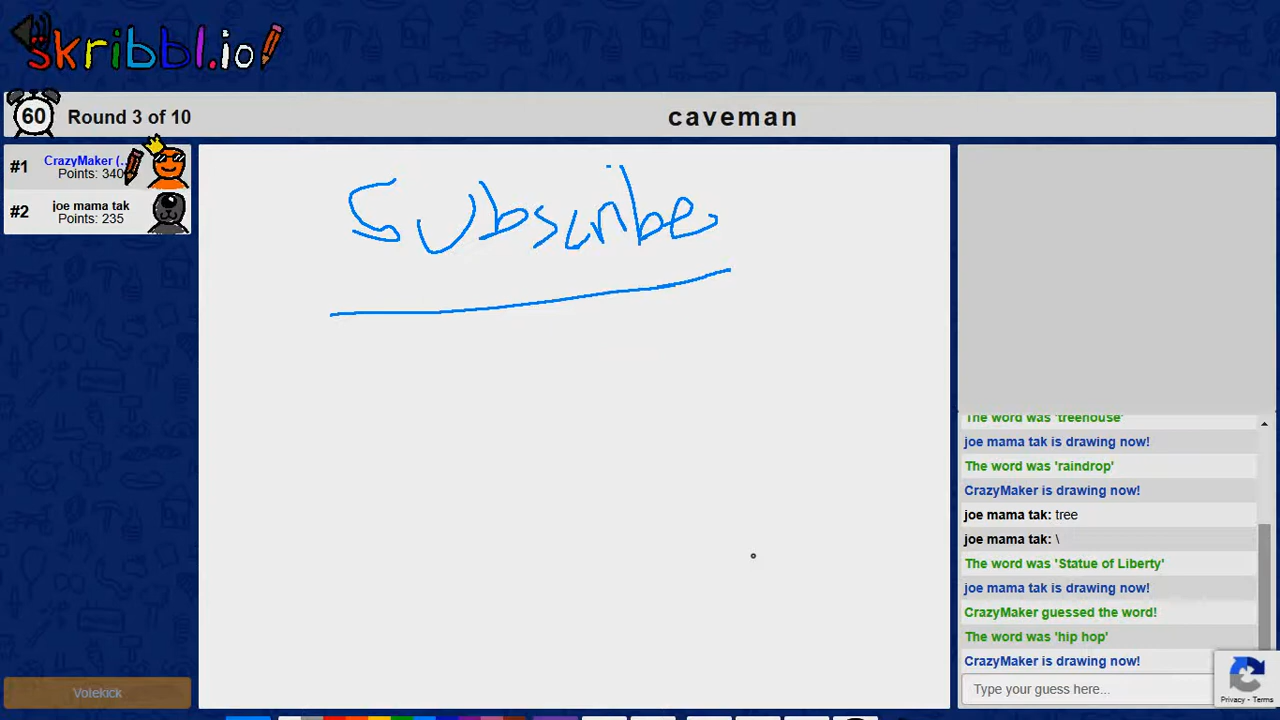 skribbl.io
60
Round 3 of 10
caveman
#1
CrazyMaker (..
Points: 340
#2
joe mama tak
Points: 235
Subscribe
The word was 'treehouse'
joe mama tak is drawing now!
The word was 'raindrop'
CrazyMaker is drawing now!
joe mama tak: tree
joe mama tak: \
The word was 'Statue of Liberty'
joe mama tak is drawing now!
CrazyMaker guessed the word!
The word was 'hip hop'
CrazyMaker is drawing now!
Type your guess here...
Privacy - Terms
Votekick